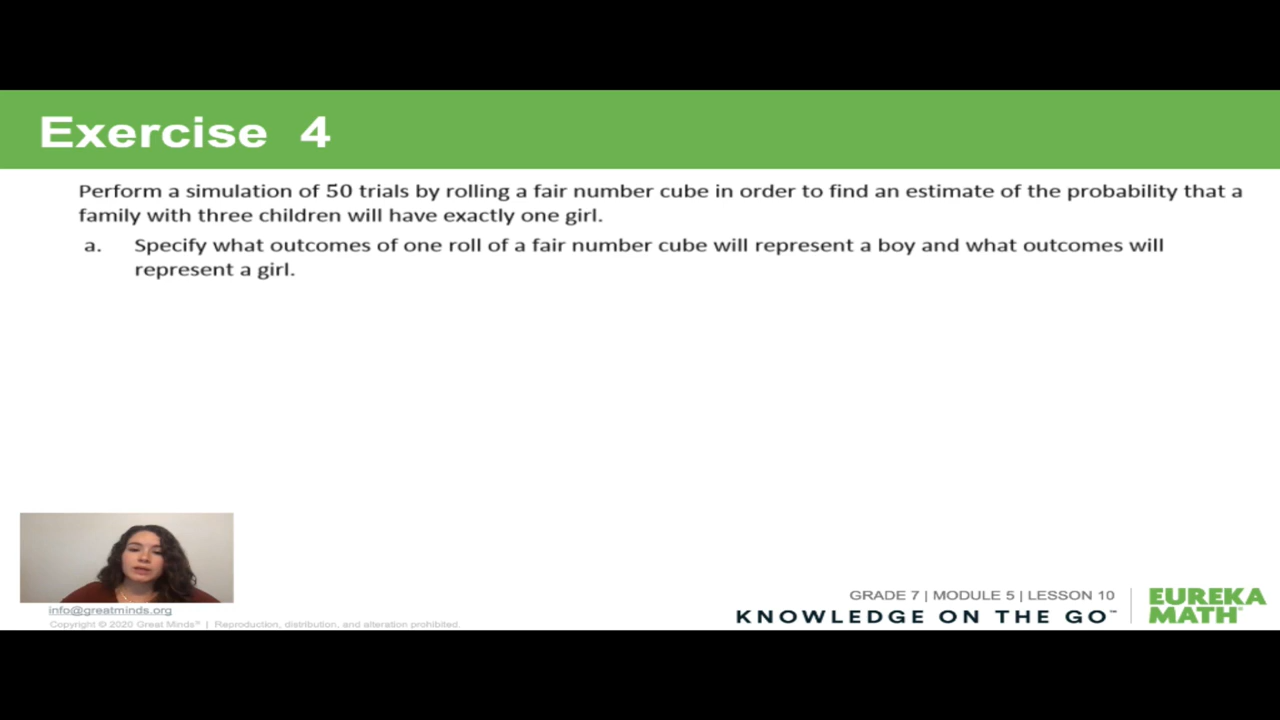 Exercise 4
Perform a simulation of 50 trials by rolling a fair number cube in order to find an estimate of the probability that a
family with three children will have exactly one girl.
a. Specify what outcomes of one roll of a fair number cube will represent a boy and what outcomes will
represent a girl.
info@greatminds.org
Copyright © 2020 Great Minds® | Reproduction, distribution, and alteration prohibited.
GRADE 7 | MODULE 5 | LESSON 10
KNOWLEDGE ON THE GO™
EUREKA
MATH™